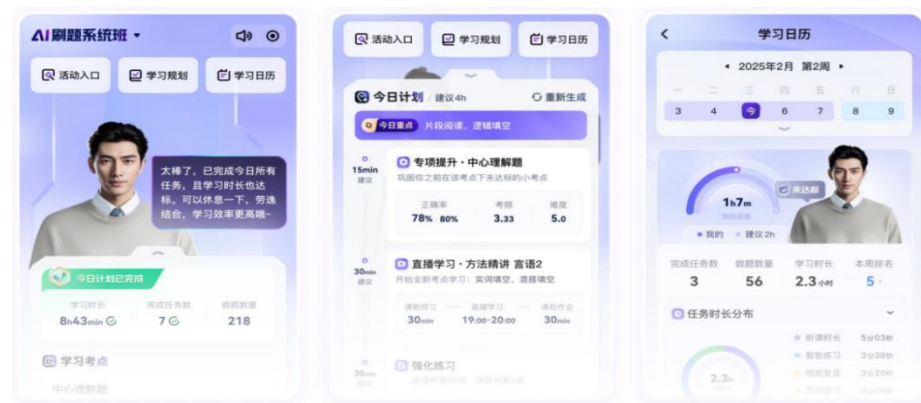 AI刷题系统班
活动入口 学习规划 学习日历
太棒了，已完成今日所有
任务，且学习时长也达
标，可以休息一下，劳逸
结合，学习效率更高哦~
今日计划已完成
学习时长 完成任务数 做题数量
8h43min 7 218
学习考点
中心理解题
活动入口 学习规划 学习日历
今日计划 / 建议4h 重新生成
今日重点 片段阅读、逻辑填空
15min
建议
专项提升·中心理解题
巩固你之前在该考点下未达标的小考点
正确率 考频 难度
78% 80% 3.33 5.0
30min
建议
直播学习·方法精讲 言语2
开始全新考点学习：实词填空、混搭填空
课前预习 直播学习 课后作业
30min 19:00-20:00 30min
30min
建议
强化练习
学习日历
2025年2月 第2周
一 二 三 四 五 六 日
3 4 今 6 7 8 9
未达标
1h7m
我的 建议2h
完成任务数 做题数量 学习时长 本周排名
3 56 2.3小时 5
任务时长分布
听课时长 5分03秒
智能练习 3分38秒
错题复盘 3分20秒
2.3h